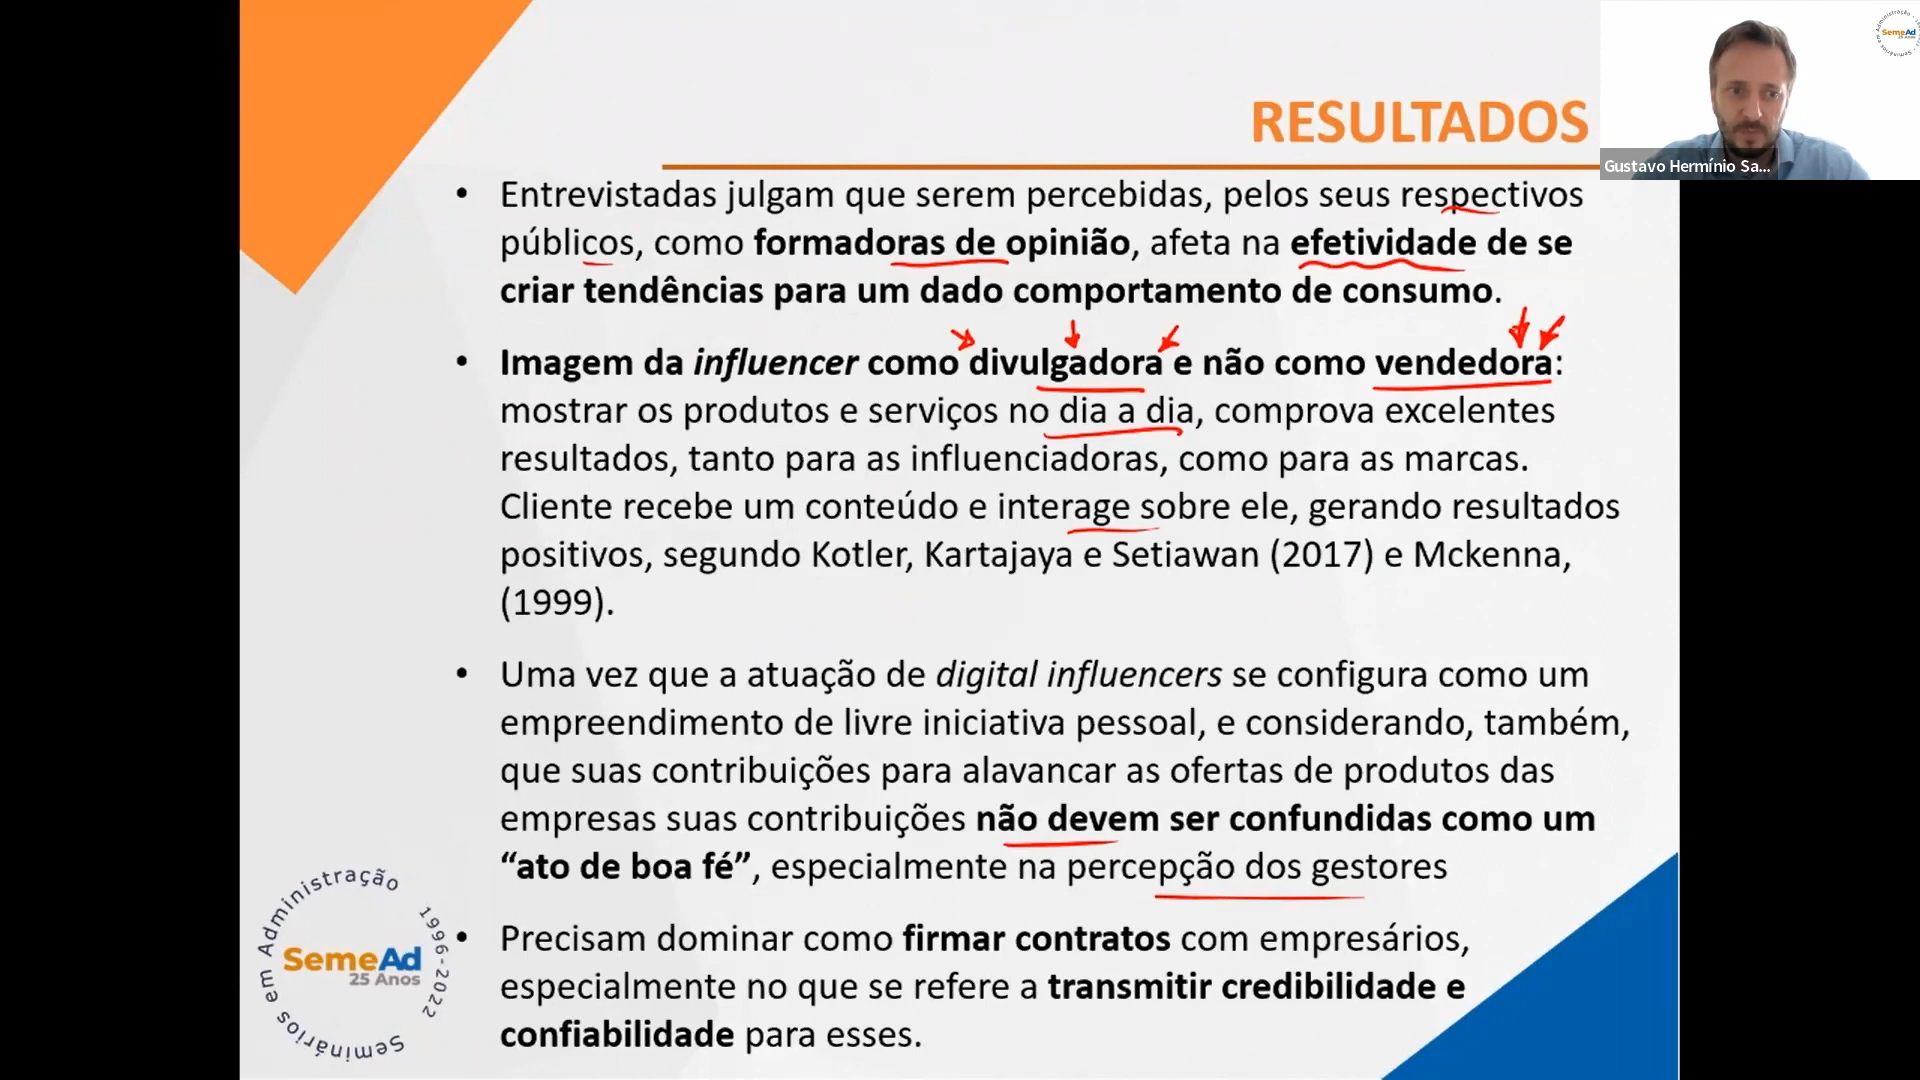 RESULTADOS
SemeAd
25 Anos
Gustavo Hermínio Sa...
• Entrevistadas julgam que serem percebidas, pelos seus respectivos
públicos, como formadoras de opinião, afeta na efetividade de se
criar tendências para um dado comportamento de consumo.
• Imagem da influencer como divulgadora e não como vendedora:
mostrar os produtos e serviços no dia a dia, comprova excelentes
resultados, tanto para as influenciadoras, como para as marcas.
Cliente recebe um conteúdo e interage sobre ele, gerando resultados
positivos, segundo Kotler, Kartajaya e Setiawan (2017) e Mckenna,
(1999).
• Uma vez que a atuação de digital influencers se configura como um
empreendimento de livre iniciativa pessoal, e considerando, também,
que suas contribuições para alavancar as ofertas de produtos das
empresas suas contribuições não devem ser confundidas como um
“ato de boa fé”, especialmente na percepção dos gestores
• Precisam dominar como firmar contratos com empresários,
especialmente no que se refere a transmitir credibilidade e
confiabilidade para esses.
Seminários em Administração 1996-2022
SemeAd
25 Anos